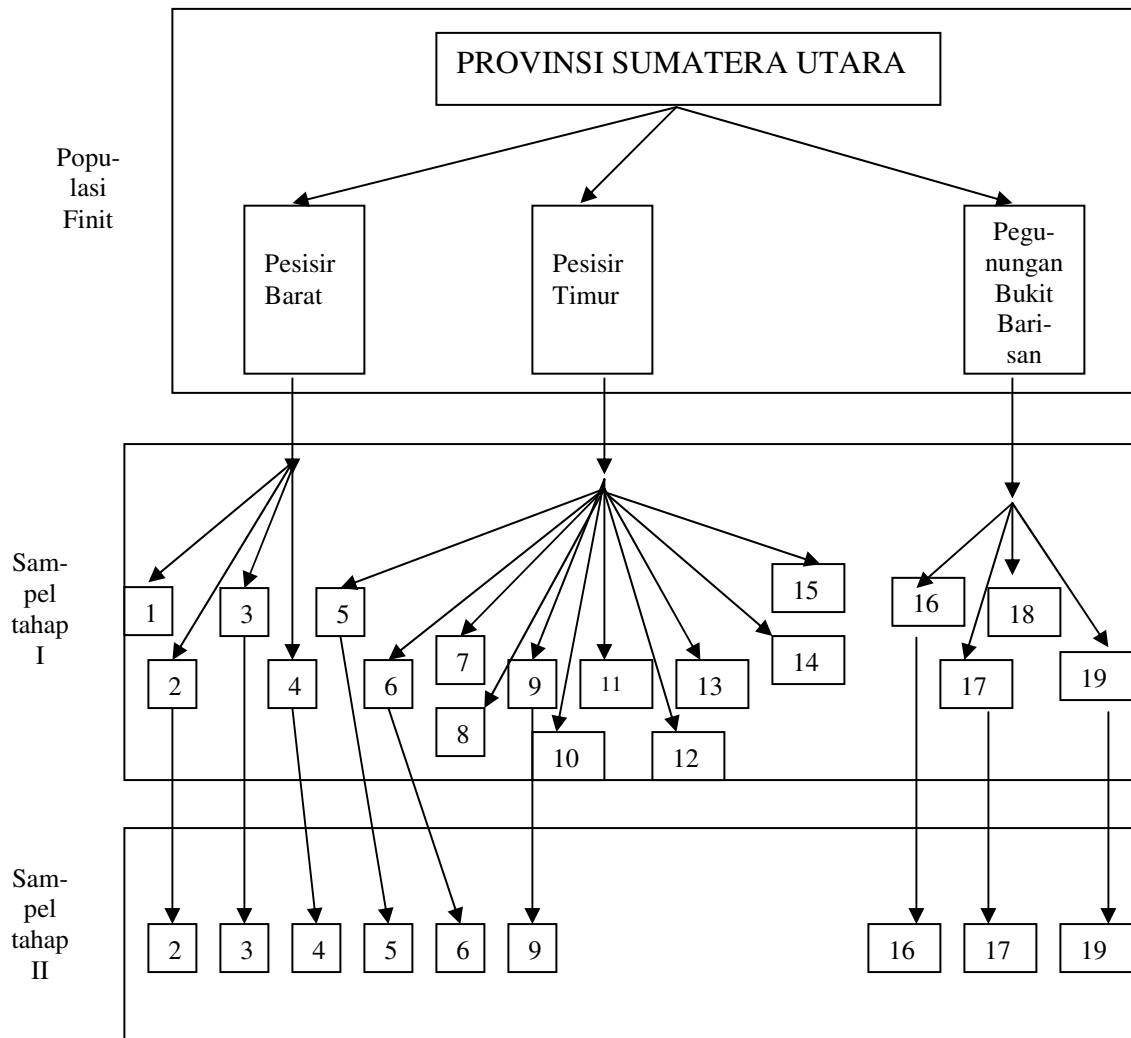 PROVINSI SUMATERA UTARA
Popu-
lasi
Finit
Pesisir
Barat
Pesisir
Timur
Pegu-
nungan
Bukit
Bari-
san
Sam-
pel
tahap
I
1
2
3
4
5
6
7
8
9
10
11
12
13
14
15
16
17
18
19
Sam-
pel
tahap
II
2
3
4
5
6
9
16
17
19